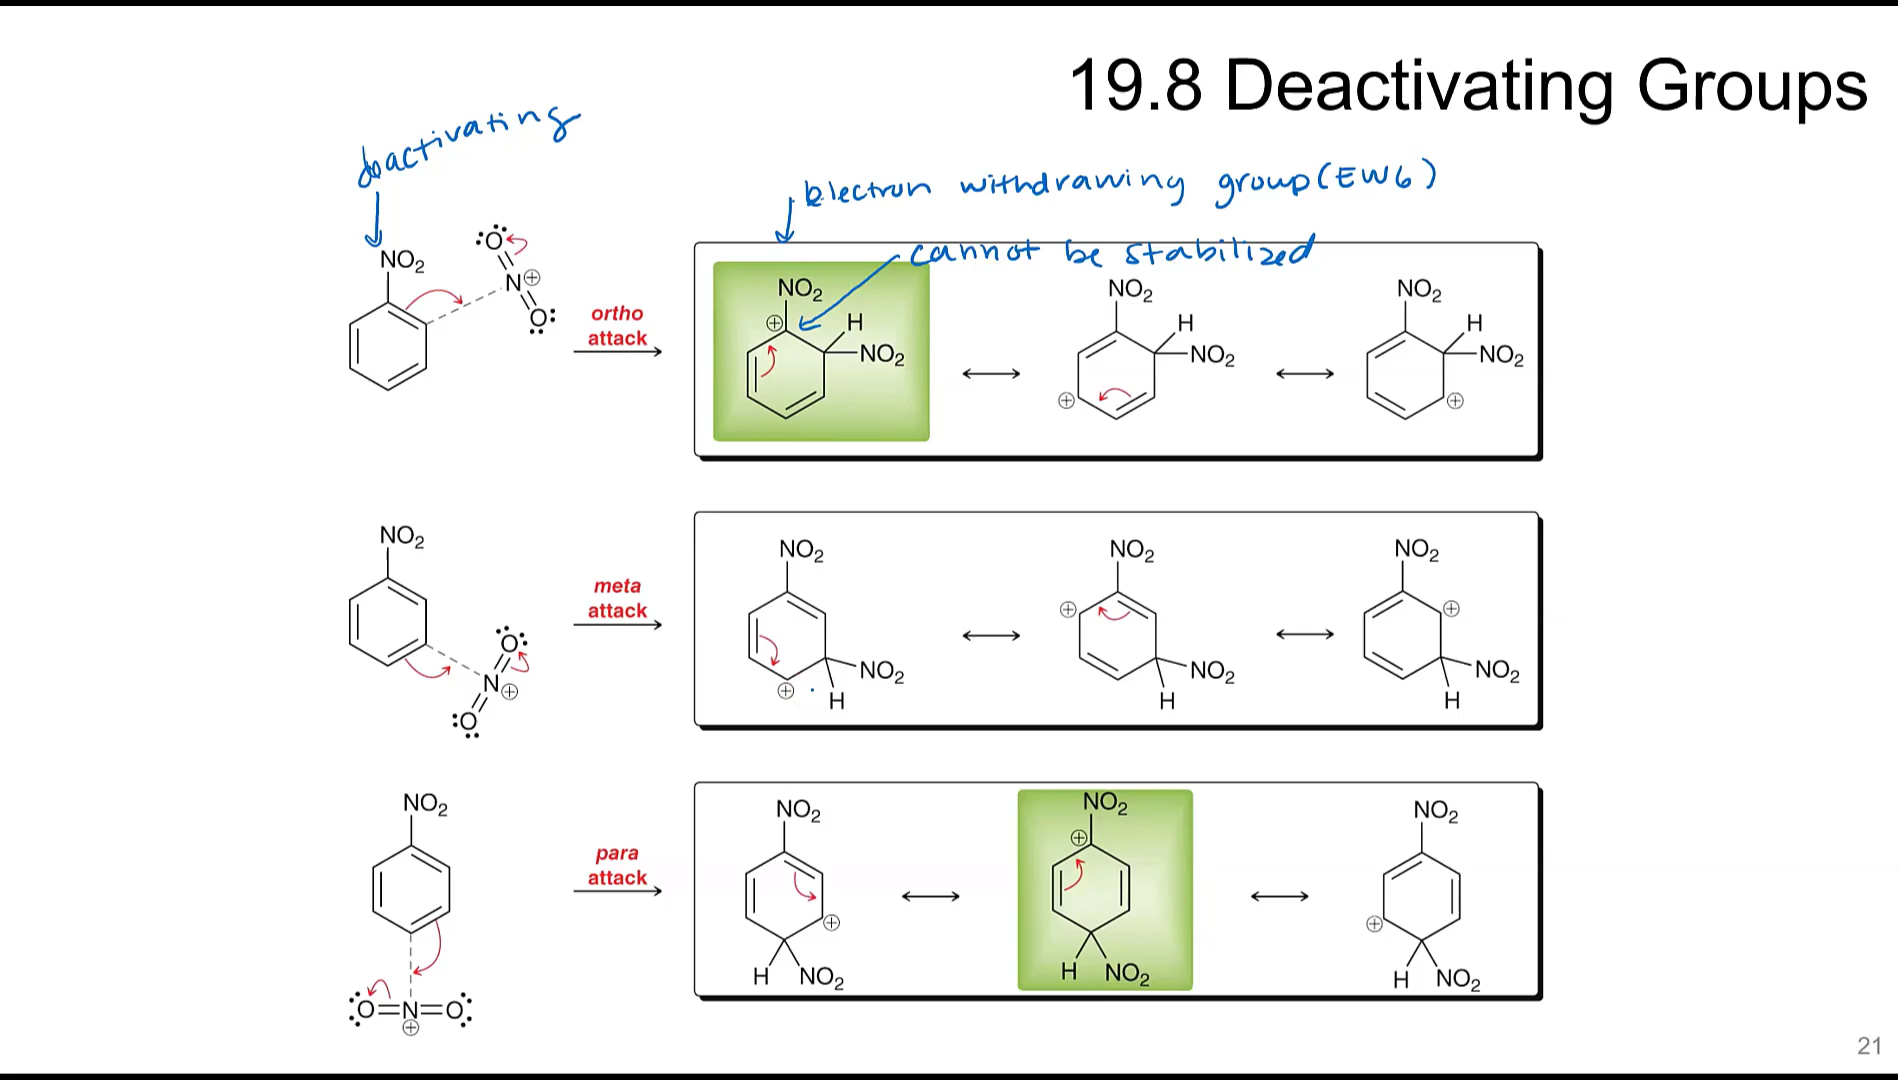 19.8 Deactivating Groups
deactivating
Electron withdrawing group (EWG)
cannot be stabilized
NO₂
:O
N⊕
O:
ortho
attack
NO₂
⊕
H
NO₂
NO₂
H
NO₂
⊕
NO₂
H
NO₂
⊕
NO₂
O:
N⊕
:O
meta
attack
NO₂
NO₂
⊕
H
NO₂
⊕
NO₂
H
NO₂
⊕
NO₂
H
NO₂
:O=N=O:
⊕
para
attack
NO₂
⊕
H NO₂
NO₂
⊕
H NO₂
NO₂
⊕
H NO₂
21